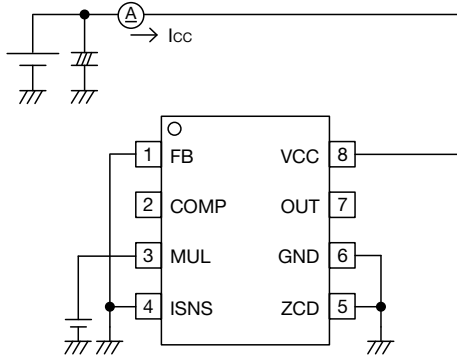 A
Icc
1 FB VCC 8
2 COMP OUT 7
3 MUL GND 6
4 ISNS ZCD 5